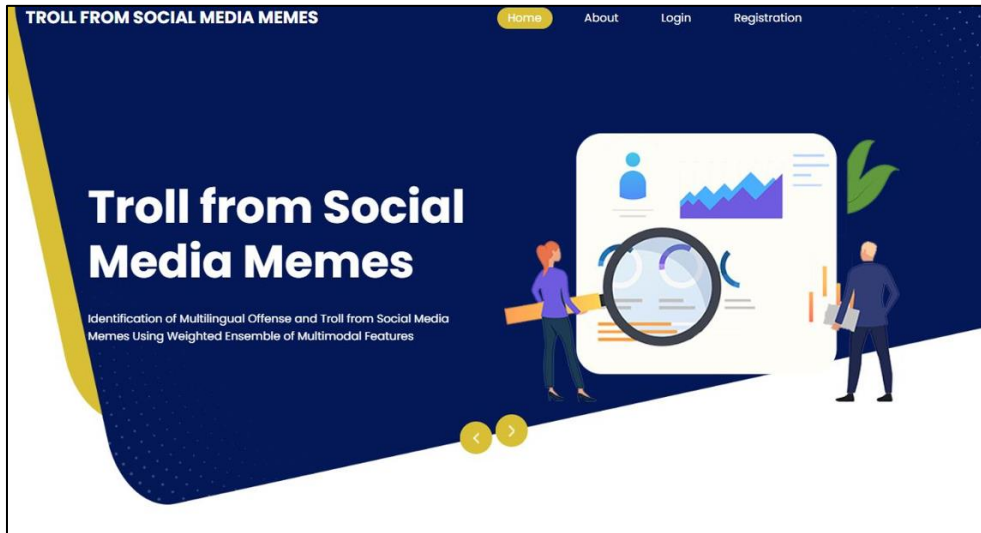 TROLL FROM SOCIAL MEDIA MEMES
Home About Login Registration
Troll from Social
Media Memes
Identification of Multilingual Offense and Troll from Social Media
Memes Using Weighted Ensemble of Multimodal Features